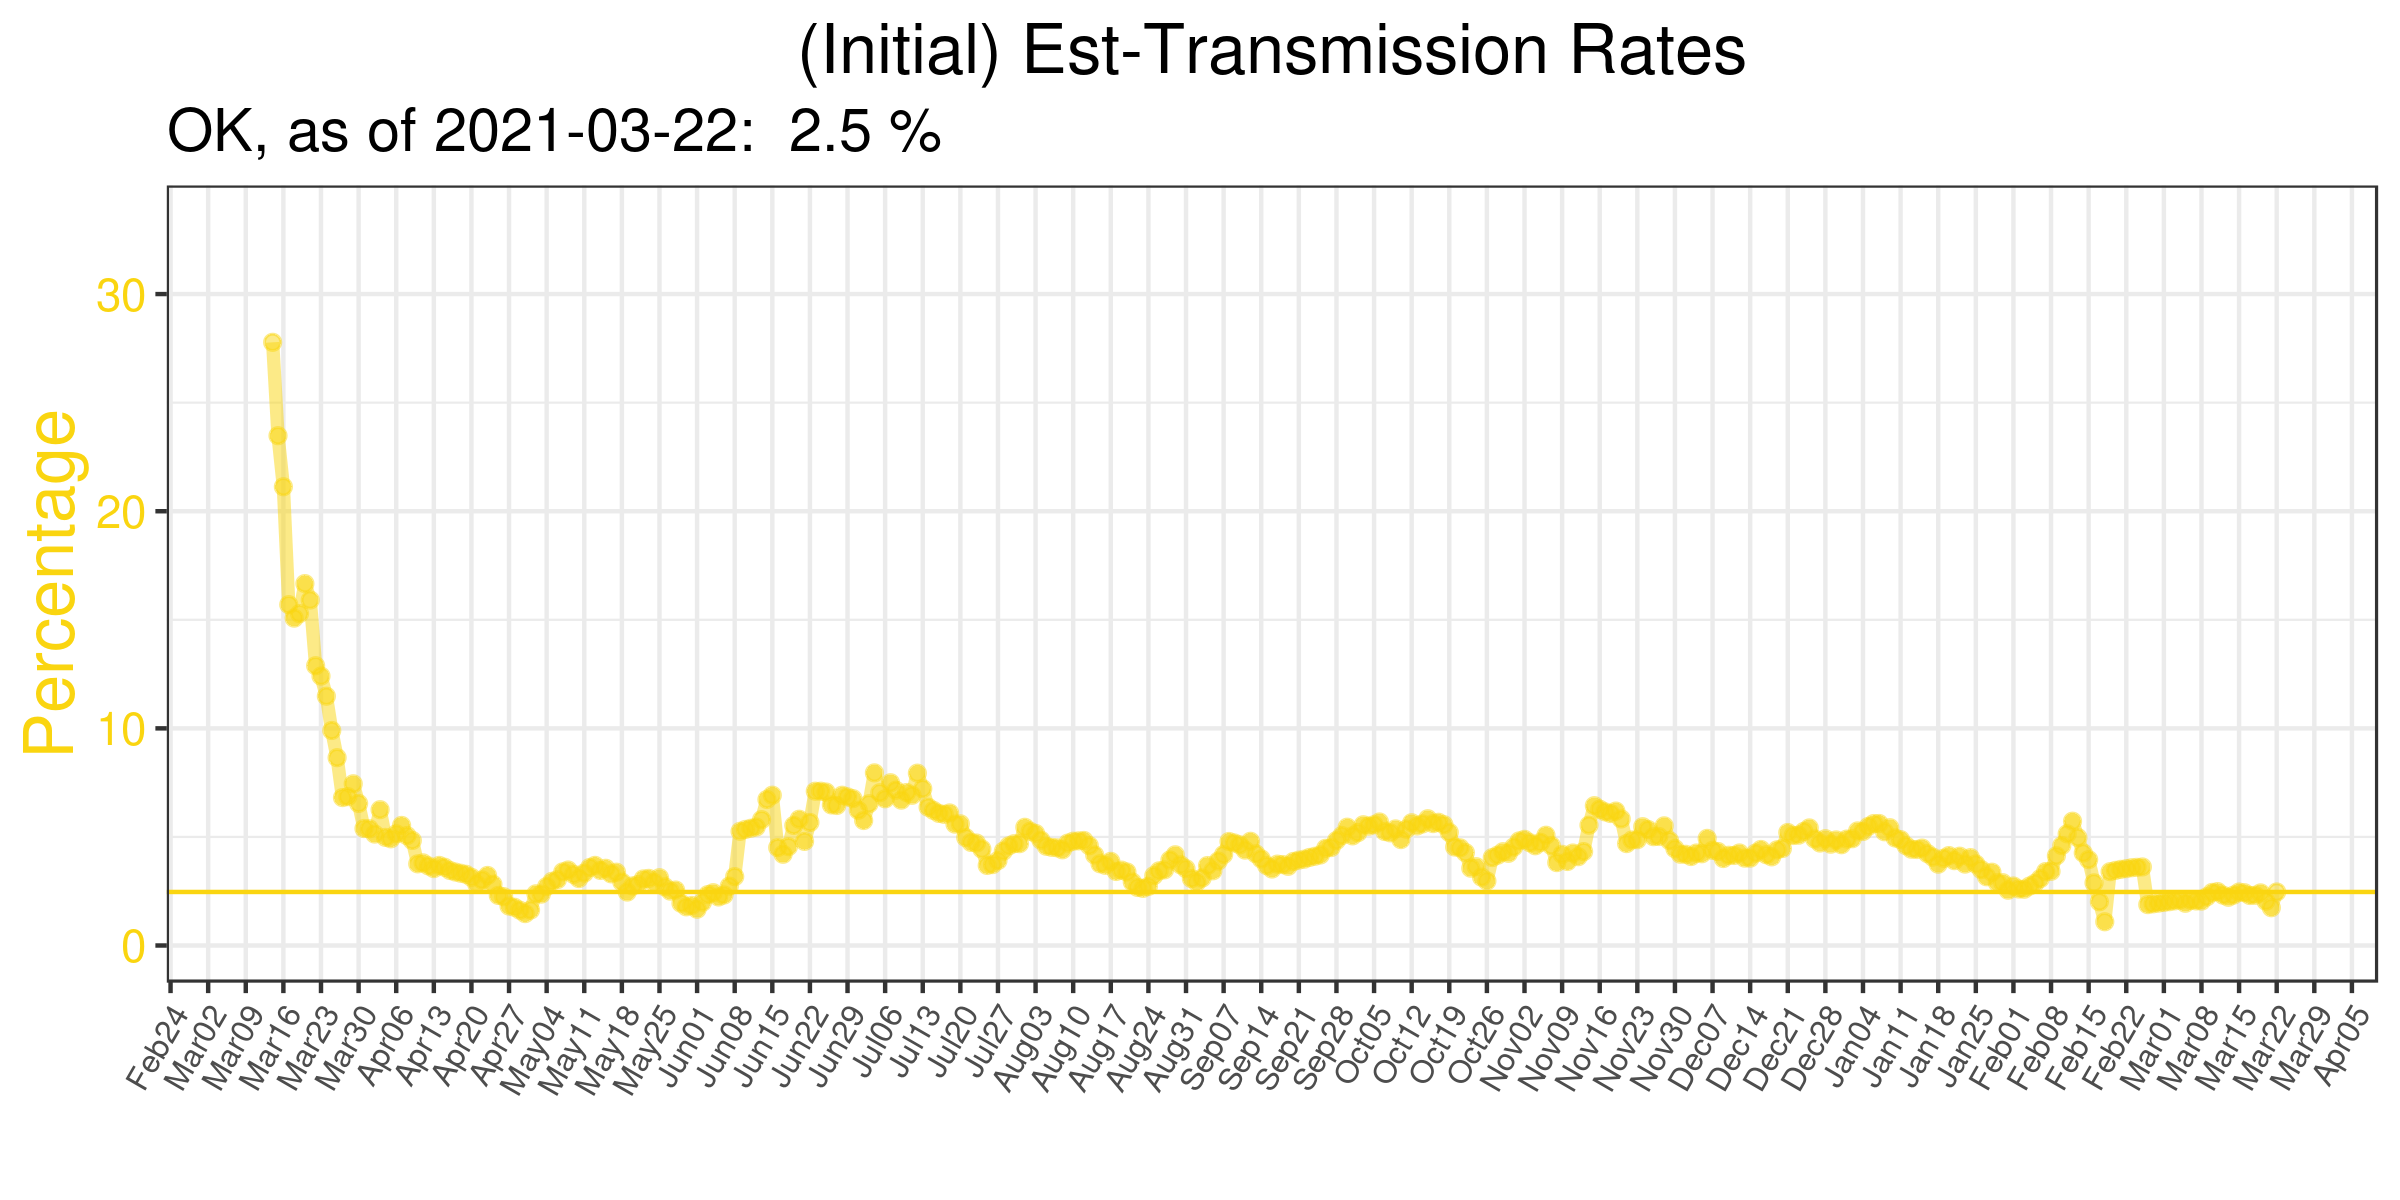 (Initial) Est-Transmission Rates
OK, as of 2021-03-22:  2.5 %
Percentage
30
20
10
0
Feb24
Mar02
Mar09
Mar16
Mar23
Mar30
Apr06
Apr13
Apr20
Apr27
May04
May11
May18
May25
Jun01
Jun08
Jun15
Jun22
Jun29
Jul06
Jul13
Jul20
Jul27
Aug03
Aug10
Aug17
Aug24
Aug31
Sep07
Sep14
Sep21
Sep28
Oct05
Oct12
Oct19
Oct26
Nov02
Nov09
Nov16
Nov23
Nov30
Dec07
Dec14
Dec21
Dec28
Jan04
Jan11
Jan18
Jan25
Feb01
Feb08
Feb15
Feb22
Mar01
Mar08
Mar15
Mar22
Mar29
Apr05